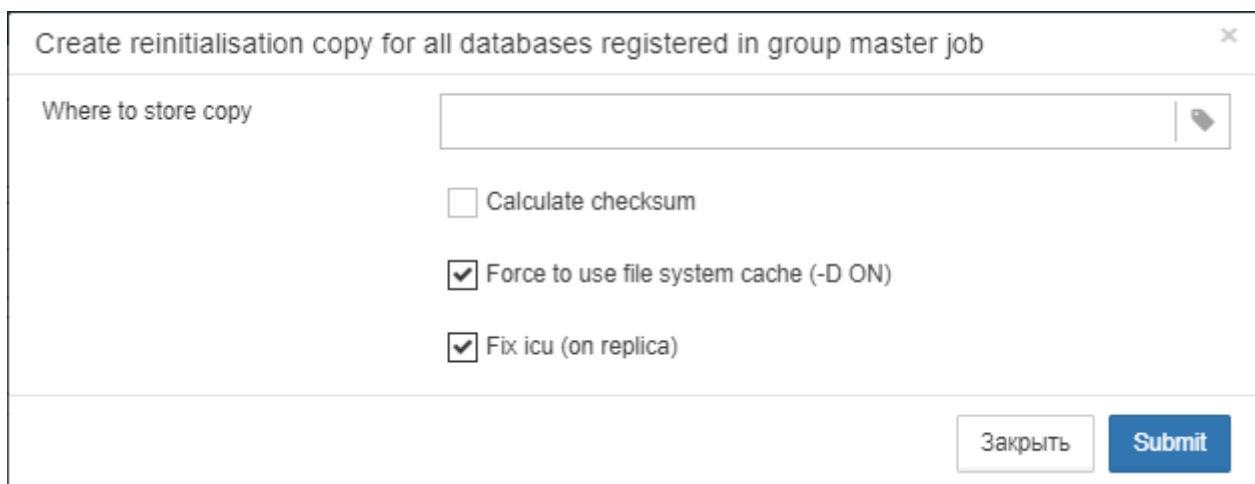 Create reinitialisation copy for all databases registered in group master job
Where to store copy
Calculate checksum
Force to use file system cache (-D ON)
Fix icu (on replica)
Закрыть
Submit